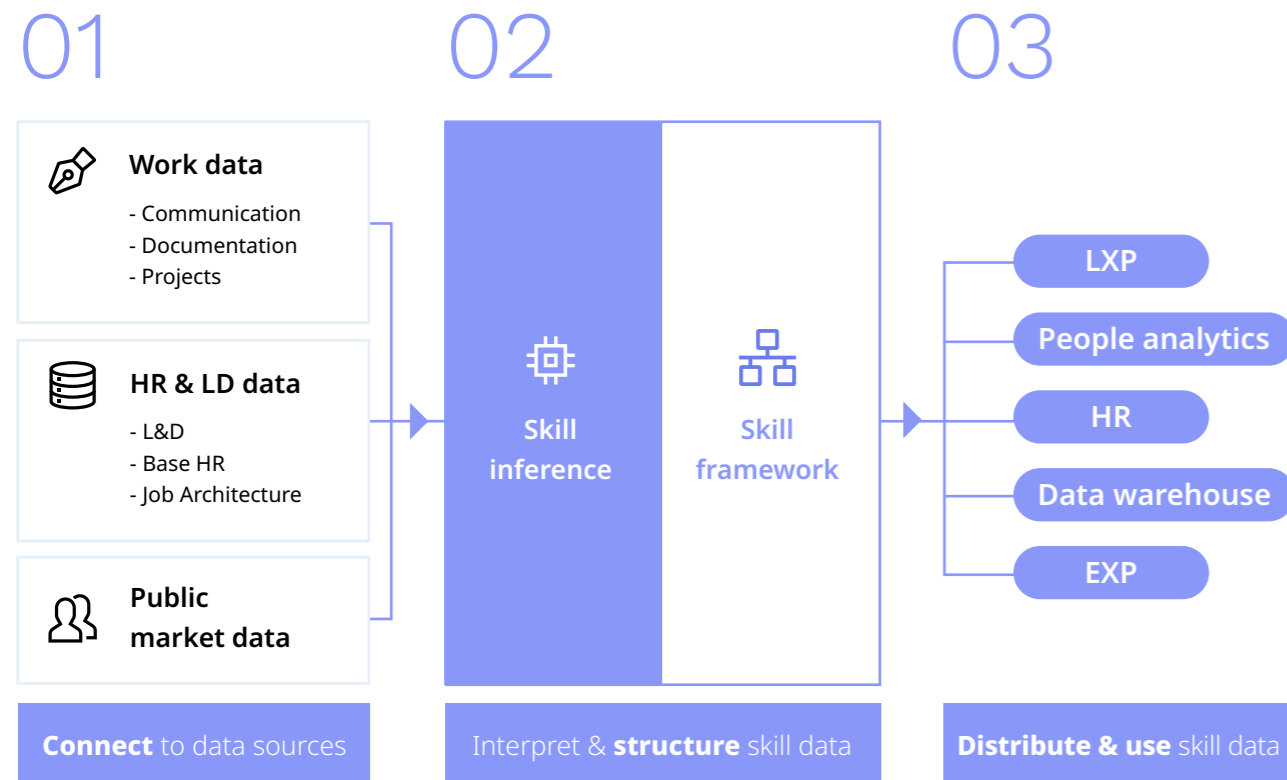 01
02
03
Work data
- Communication
- Documentation
- Projects
HR & LD data
- L&D
- Base HR
- Job Architecture
Public
market data
Skill
inference
Skill
framework
LXP
People analytics
HR
Data warehouse
EXP
Connect to data sources
Interpret & structure skill data
Distribute & use skill data